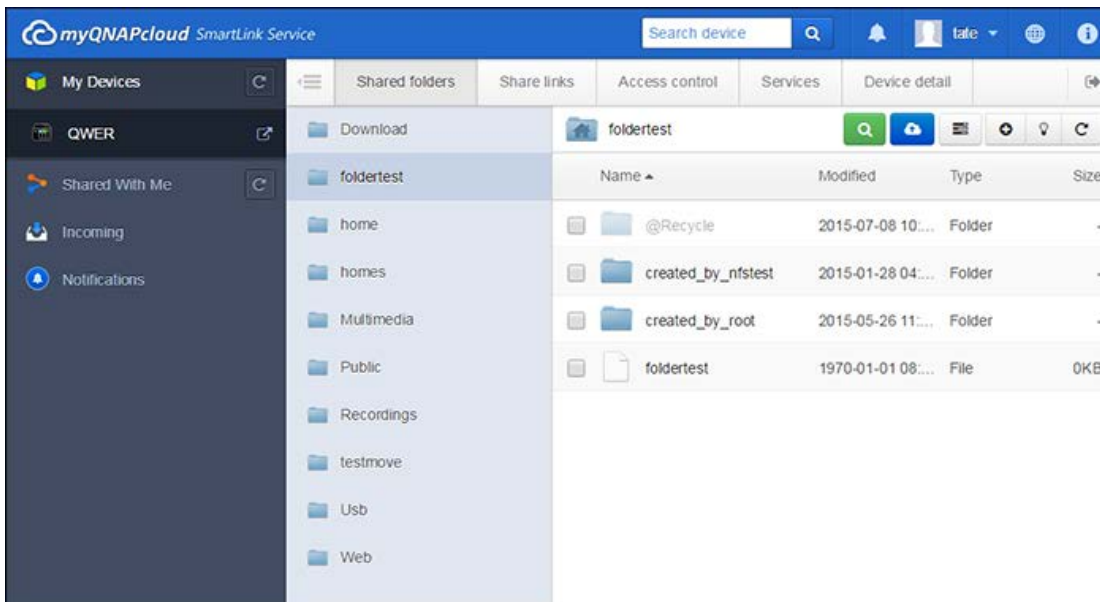 myQNAPcloud SmartLink Service
Search device
tate
My Devices
QWER
Shared With Me
Incoming
Notifications
Shared folders
Share links
Access control
Services
Device detail
Download
foldertest
home
homes
Multimedia
Public
Recordings
testmove
Usb
Web
foldertest
Name Modified Type Size
@Recycle 2015-07-08 10:... Folder -
created_by_nfstest 2015-01-28 04:... Folder -
created_by_root 2015-05-26 11:... Folder -
foldertest 1970-01-01 08:... File 0KB